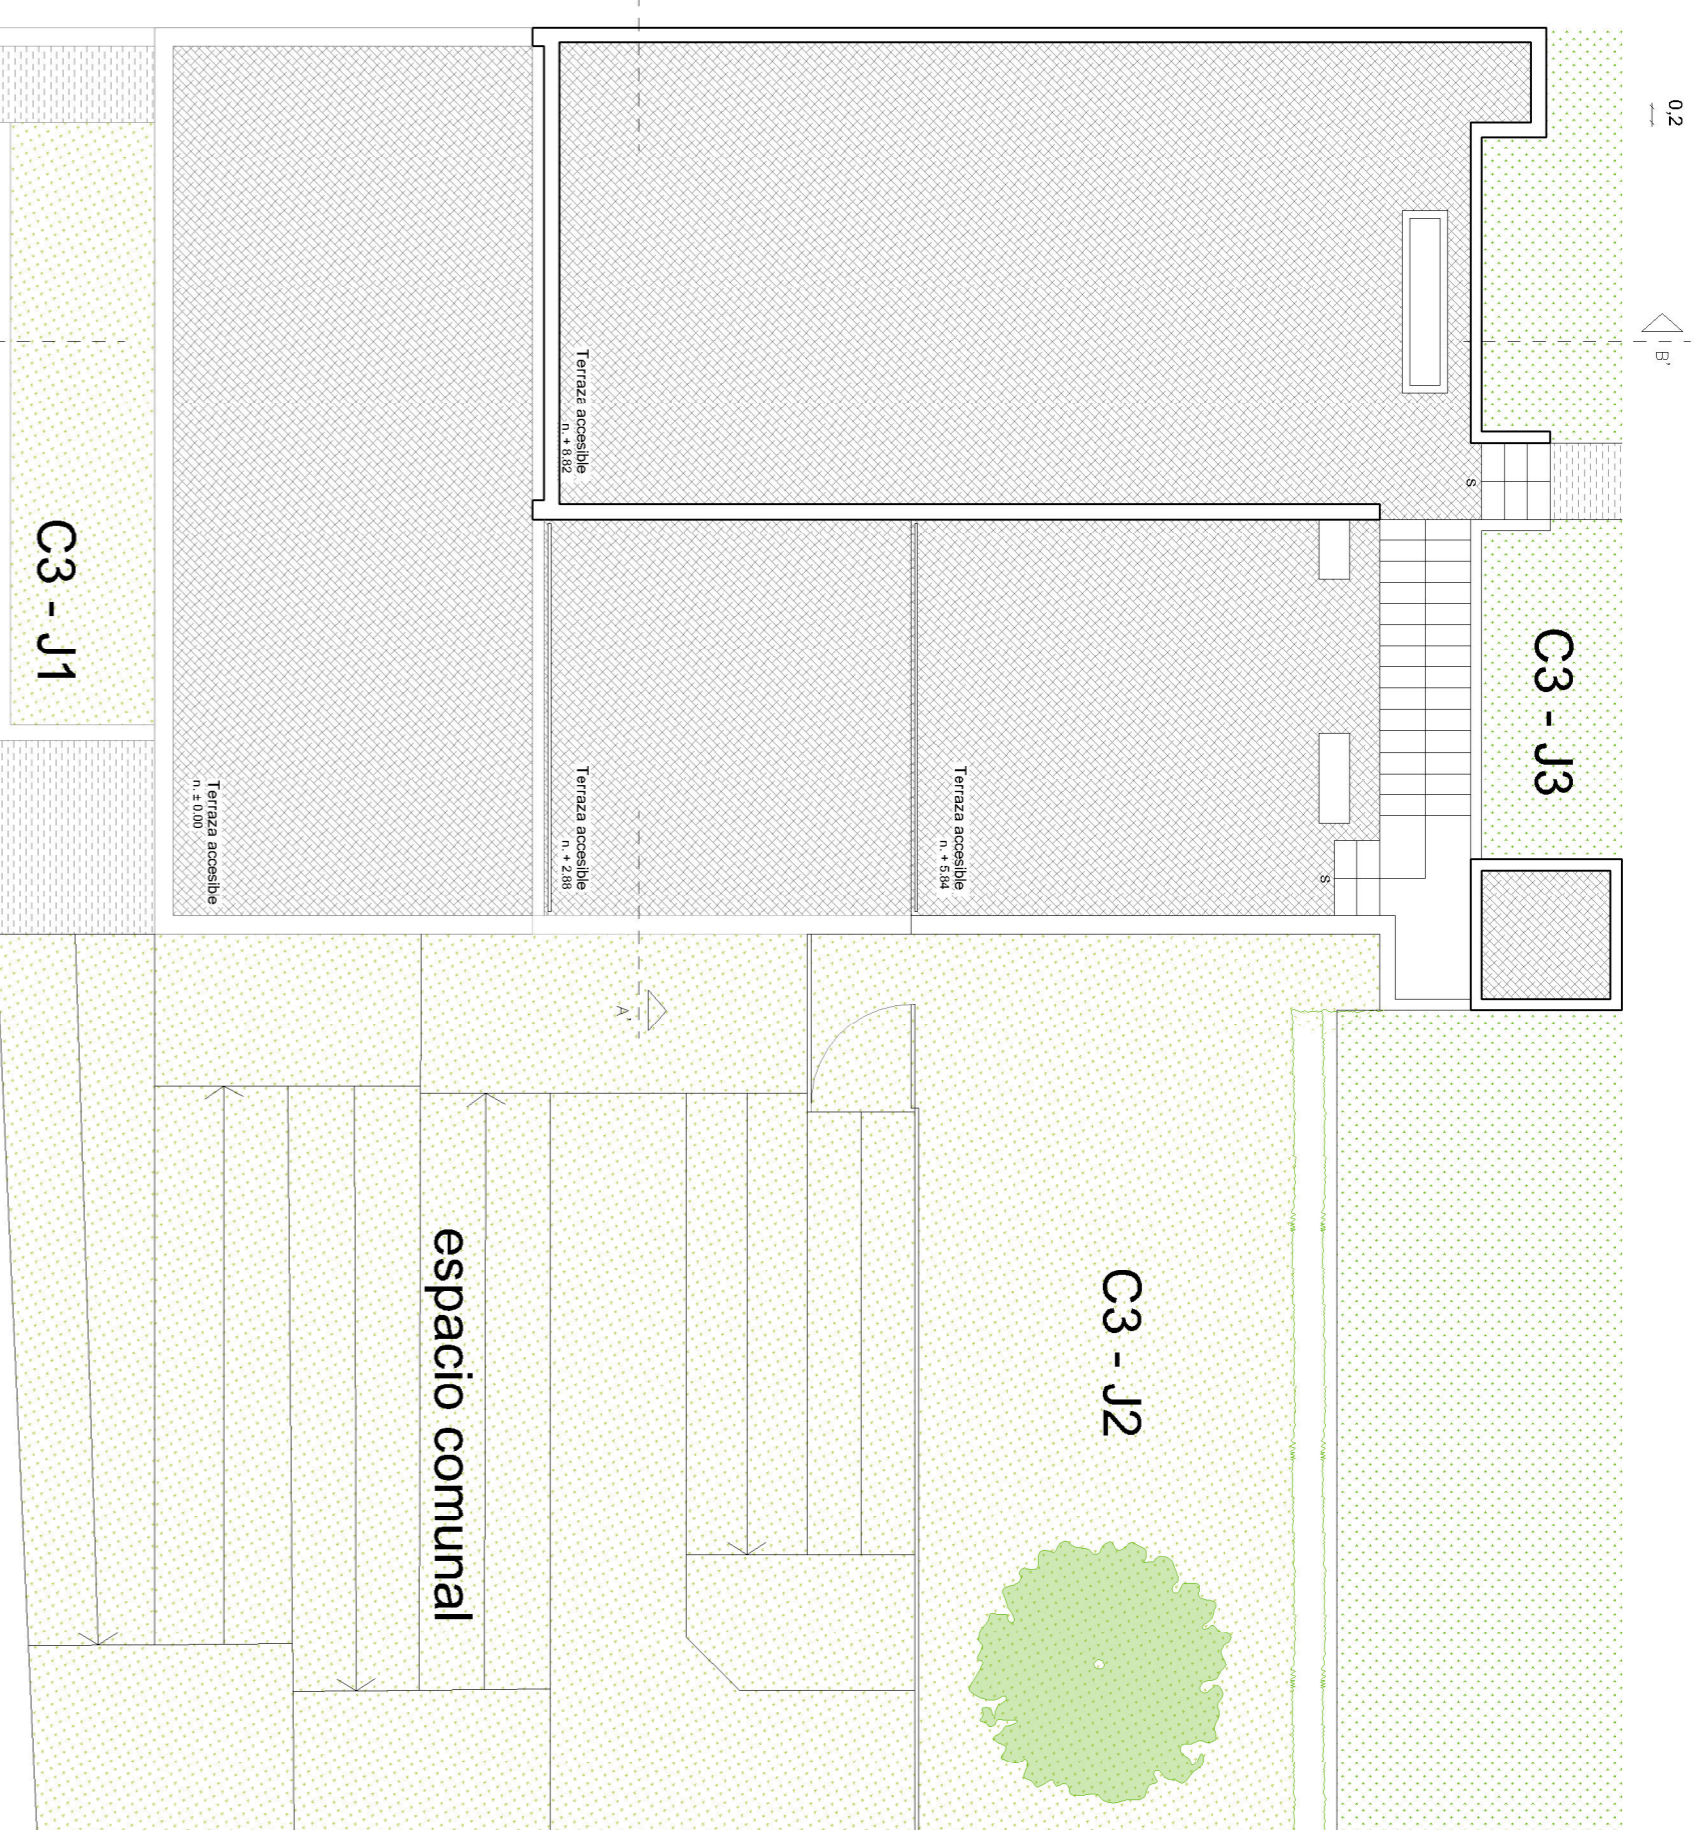 0,2
B'
C3 - J3
S
S
Terraza accesible
n. + 8.82
Terraza accesible
n. + 5.84
Terraza accesible
n. + 2.88
Terraza accesible
n. ± 0.00
C3 - J1
A'
C3 - J2
espacio comunal